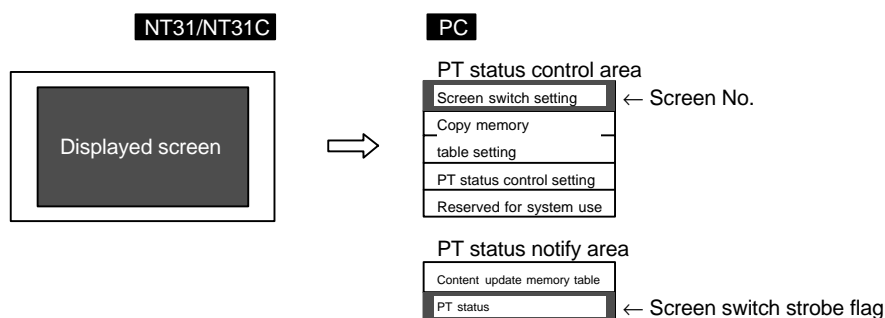 NT31/NT31C
PC
PT status control area
Screen switch setting
← Screen No.
Copy memory
table setting
PT status control setting
Reserved for system use
Displayed screen
PT status notify area
Content update memory table
PT status
← Screen switch strobe flag